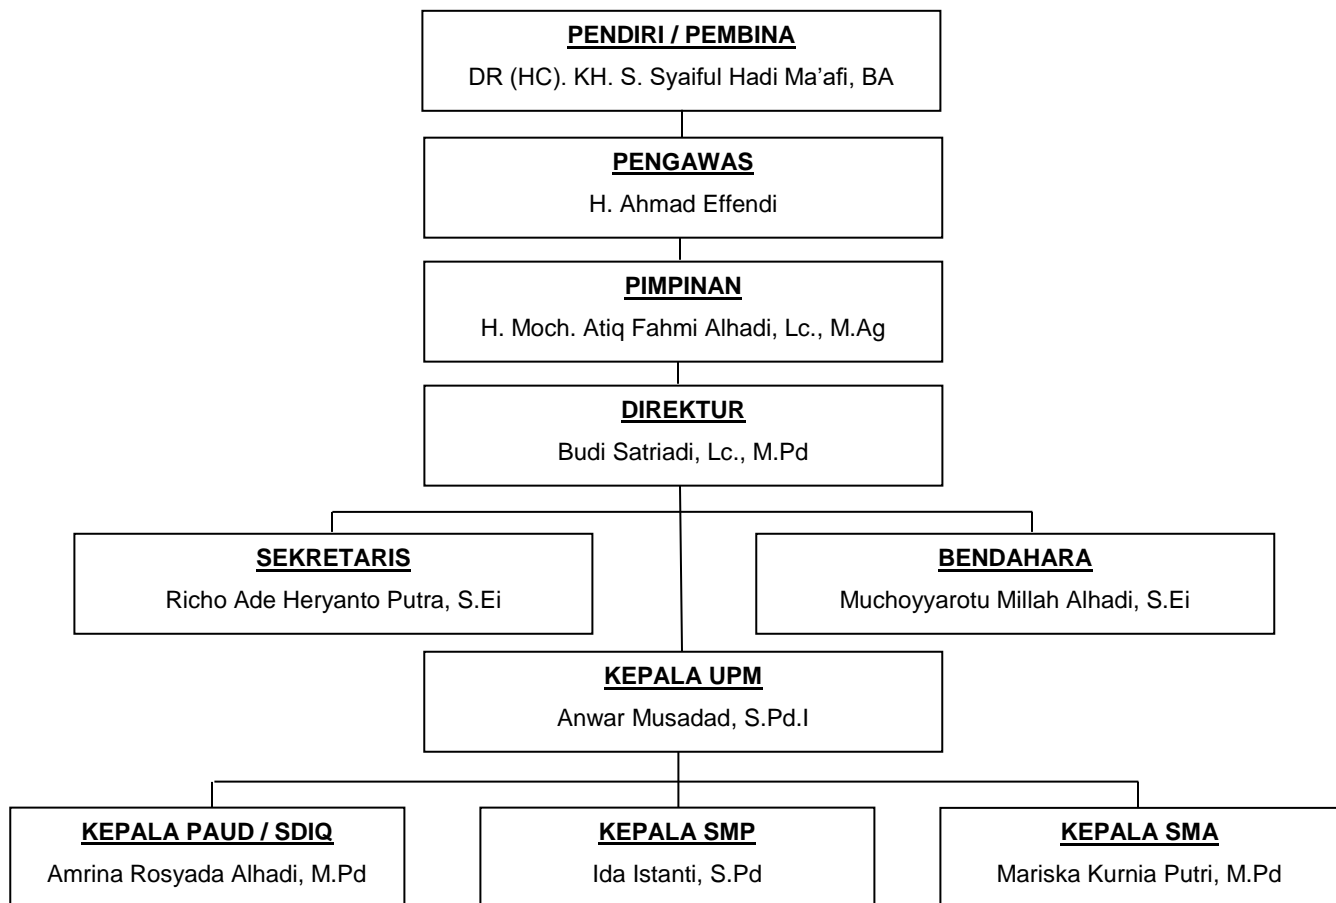 PENDIRI / PEMBINA
DR (HC). KH. S. Syaiful Hadi Ma’afi, BA
PENGAWAS
H. Ahmad Effendi
PIMPINAN
H. Moch. Atiq Fahmi Alhadi, Lc., M.Ag
DIREKTUR
Budi Satriadi, Lc., M.Pd
SEKRETARIS
Richo Ade Heryanto Putra, S.Ei
BENDAHARA
Muchoyyarotu Millah Alhadi, S.Ei
KEPALA UPM
Anwar Musadad, S.Pd.I
KEPALA PAUD / SDIQ
Amrina Rosyada Alhadi, M.Pd
KEPALA SMP
Ida Istanti, S.Pd
KEPALA SMA
Mariska Kurnia Putri, M.Pd